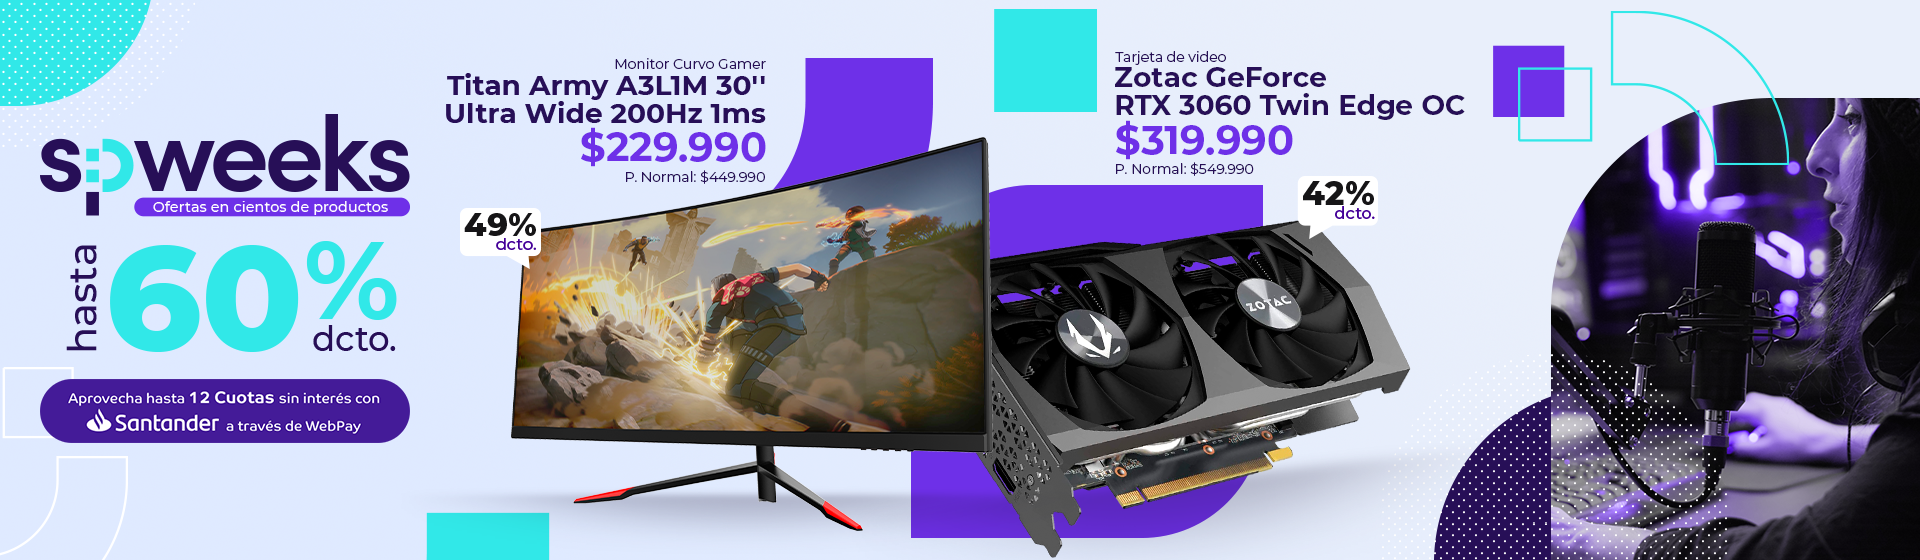 sp weeks
Ofertas en cientos de productos
hasta
60%
dcto.
Aprovecha hasta 12 Cuotas sin interés con
Santander a través de WebPay
Monitor Curvo Gamer
Titan Army A3L1M 30''
Ultra Wide 200Hz 1ms
$229.990
P. Normal: $449.990
49%
dcto.
Tarjeta de video
Zotac GeForce
RTX 3060 Twin Edge OC
$319.990
P. Normal: $549.990
42%
dcto.
ZOTAC